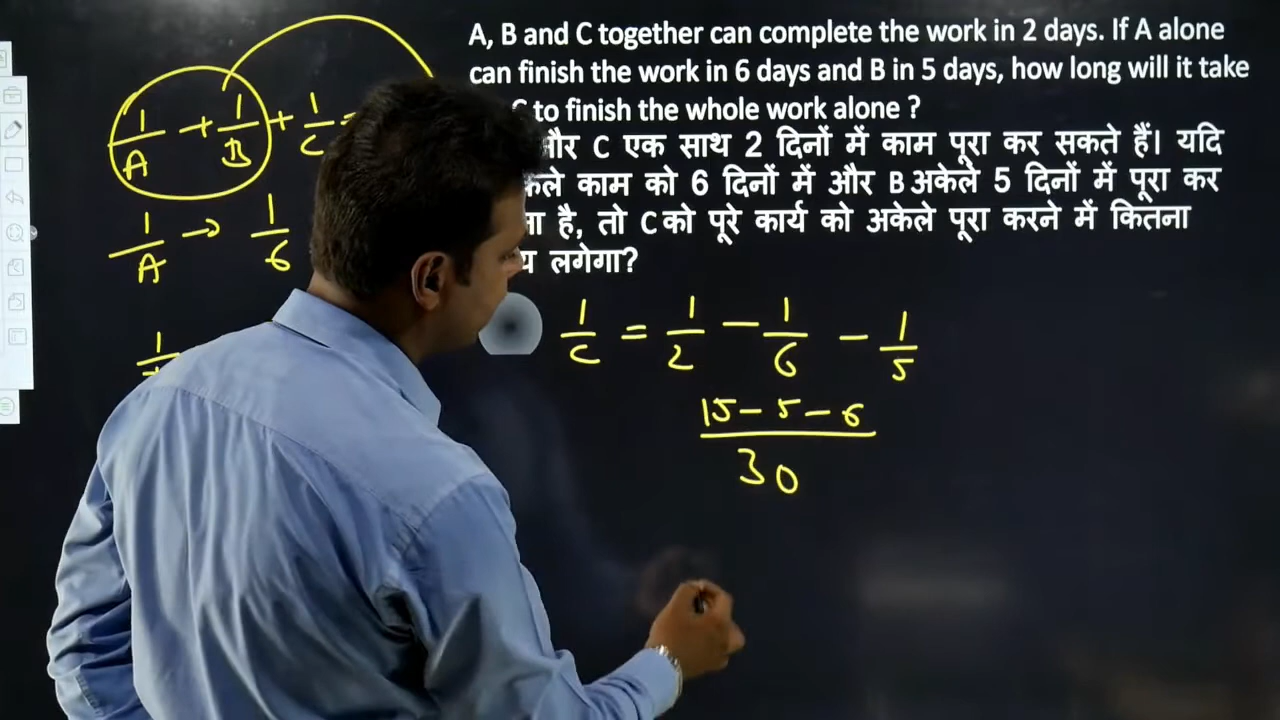 A, B and C together can complete the work in 2 days. If A alone
can finish the work in 6 days and B in 5 days, how long will it take
to finish the whole work alone ?
और C एक साथ 2 दिनों में काम पूरा कर सकते हैं। यदि
काम को 6 दिनों में और B अकेले 5 दिनों में पूरा कर
है, तो C को पूरे कार्य को अकेले पूरा करने में कितना
लगेगा?
1/A + 1/B + 1/C =
1/A → 1/6
1/C = 1/2 - 1/6 - 1/5
15 - 5 - 6
30